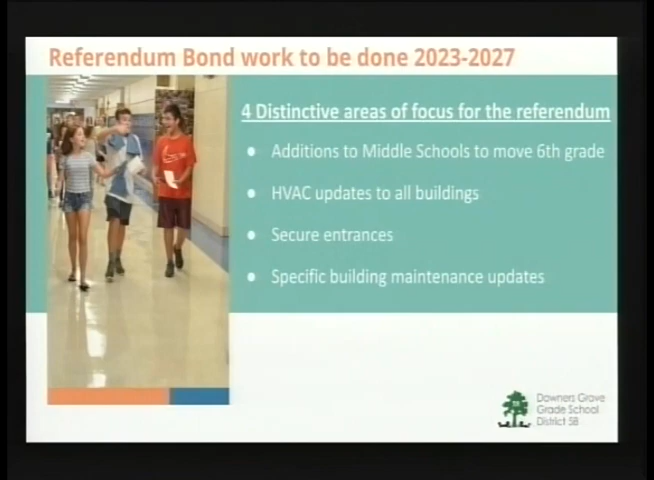 Referendum Bond work to be done 2023-2027
4 Distinctive areas of focus for the referendum
• Additions to Middle Schools to move 6th grade
• HVAC updates to all buildings
• Secure entrances
• Specific building maintenance updates
Downers Grove
Grade School
District 58